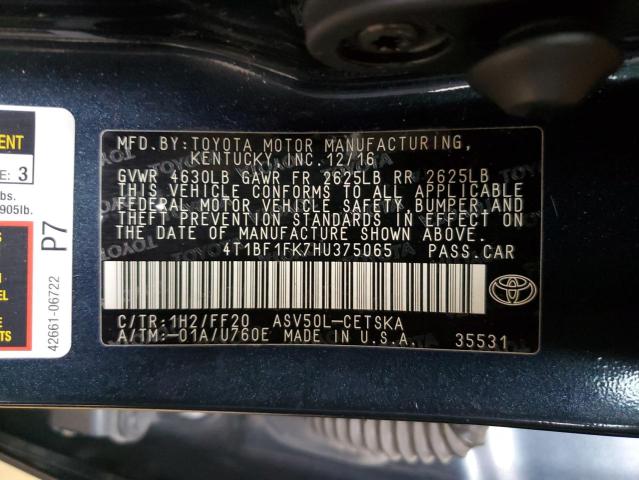 MFD. BY: TOYOTA MOTOR MANUFACTURING,
KENTUCKY, INC. 12/16
GVWR 4630LB GAWR FR 2625LB RR 2625LB
THIS VEHICLE CONFORMS TO ALL APPLICABLE
FEDERAL MOTOR VEHICLE SAFETY, BUMPER AND
THEFT PREVENTION STANDARDS IN EFFECT ON
THE DATE OF MANUFACTURE SHOWN ABOVE.
4T1BF1FK7HU375065 PASS.CAR
C/TR:1H2/FF20 ASV50L-CETSKA
A/TM:-01A/U760E MADE IN U.S.A. 35531
ENT
E: 3
bs.
905lb.
P7
42661-06722